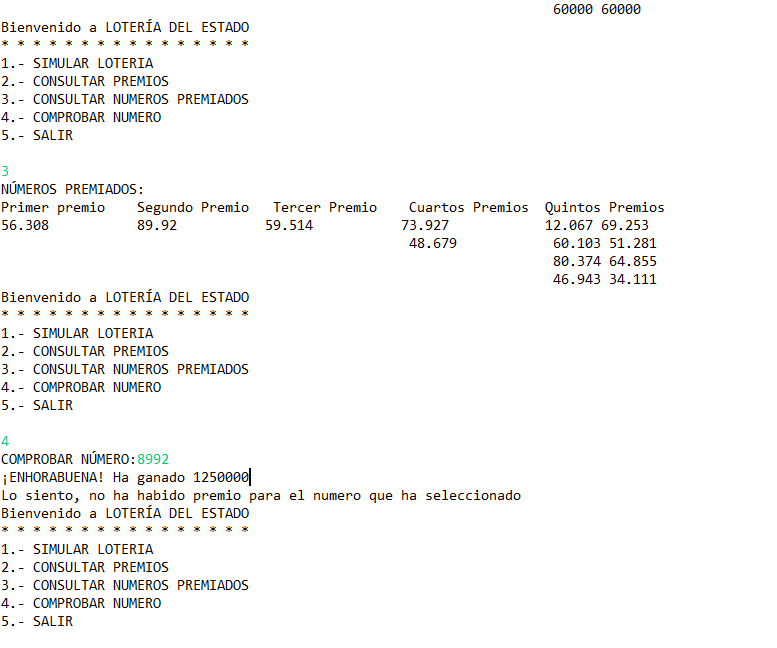 60000 60000
Bienvenido a LOTERÍA DEL ESTADO
* * * * * * * * * * * * * * * *
1.- SIMULAR LOTERIA
2.- CONSULTAR PREMIOS
3.- CONSULTAR NUMEROS PREMIADOS
4.- COMPROBAR NUMERO
5.- SALIR
3
NÚMEROS PREMIADOS:
Primer premio    Segundo Premio   Tercer Premio    Cuartos Premios  Quintos Premios
56.308           89.92           59.514           73.927            12.067 69.253
48.679            60.103 51.281
80.374 64.855
46.943 34.111
Bienvenido a LOTERÍA DEL ESTADO
* * * * * * * * * * * * * * * *
1.- SIMULAR LOTERIA
2.- CONSULTAR PREMIOS
3.- CONSULTAR NUMEROS PREMIADOS
4.- COMPROBAR NUMERO
5.- SALIR
4
COMPROBAR NÚMERO:8992
¡ENHORABUENA! Ha ganado 1250000
Lo siento, no ha habido premio para el numero que ha seleccionado
Bienvenido a LOTERÍA DEL ESTADO
* * * * * * * * * * * * * * * *
1.- SIMULAR LOTERIA
2.- CONSULTAR PREMIOS
3.- CONSULTAR NUMEROS PREMIADOS
4.- COMPROBAR NUMERO
5.- SALIR